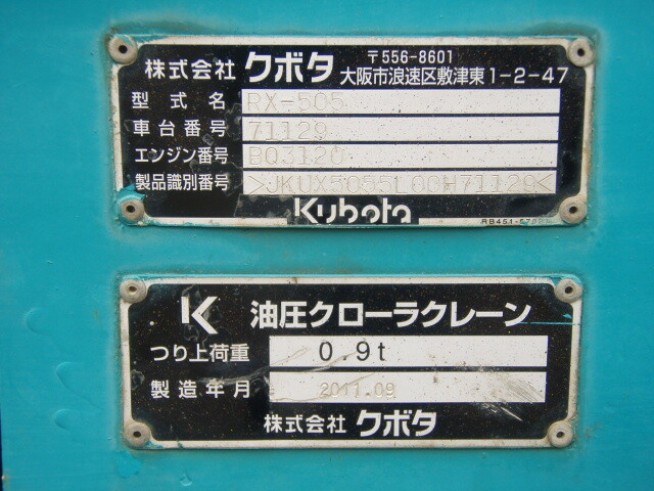 株式会社 クボタ 〒556-8601
大阪市浪速区敷津東1-2-47
型式名 RX-505
車台番号 71129
エンジン番号 BQ3120
製品識別番号 >JKUX5055L00H71129<
Kubota
油圧クローラクレーン
つり上荷重 0.9t
製造年月 2011.09
株式会社 クボタ